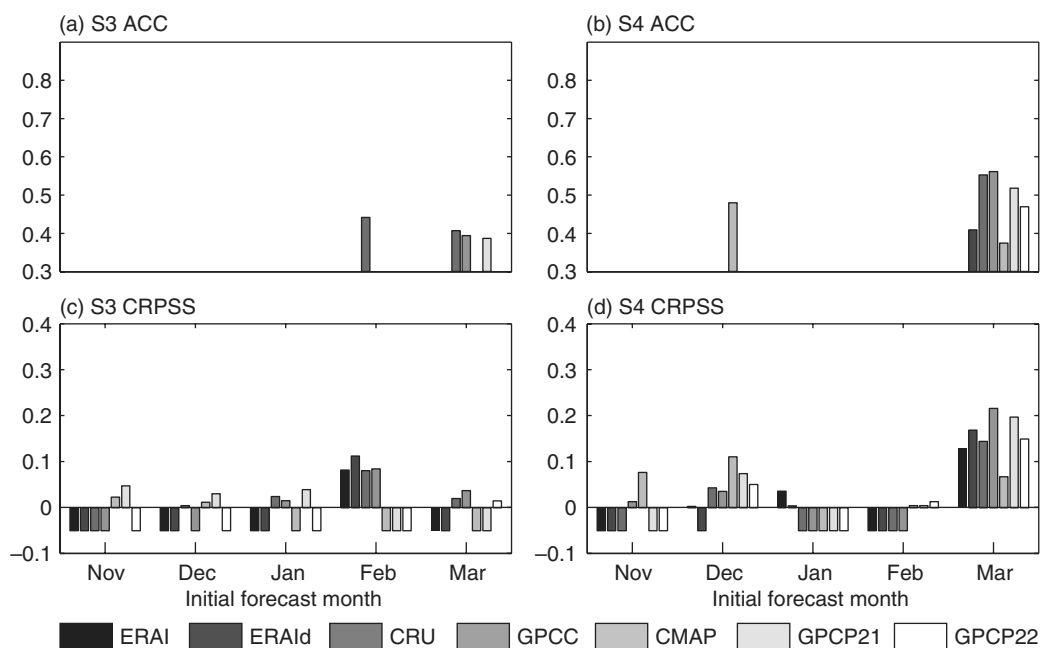 (a) S3 ACC
(b) S4 ACC
0.8
0.7
0.6
0.5
0.4
0.3
0.8
0.7
0.6
0.5
0.4
0.3
(c) S3 CRPSS
(d) S4 CRPSS
0.4
0.3
0.2
0.1
0
–0.1
0.4
0.3
0.2
0.1
0
–0.1
Nov Dec Jan Feb Mar
Nov Dec Jan Feb Mar
Initial forecast month
Initial forecast month
ERAI ERAId CRU GPCC CMAP GPCP21 GPCP22